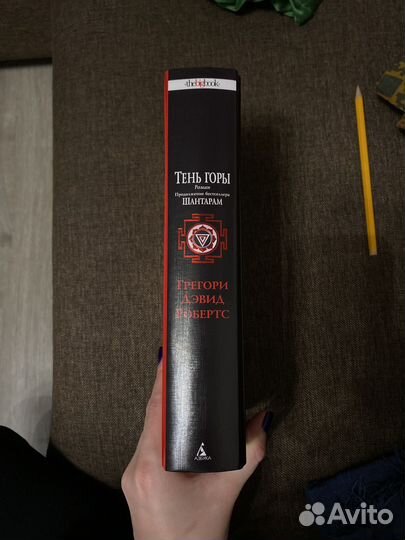 ·thebigbook·
ТЕНЬ ГОРЫ
Роман
Продолжение бестселлера
ШАНТАРАМ
ГРЕГОРИ
ДЭВИД
РОБЕРТС
АЗБУКА
Avito